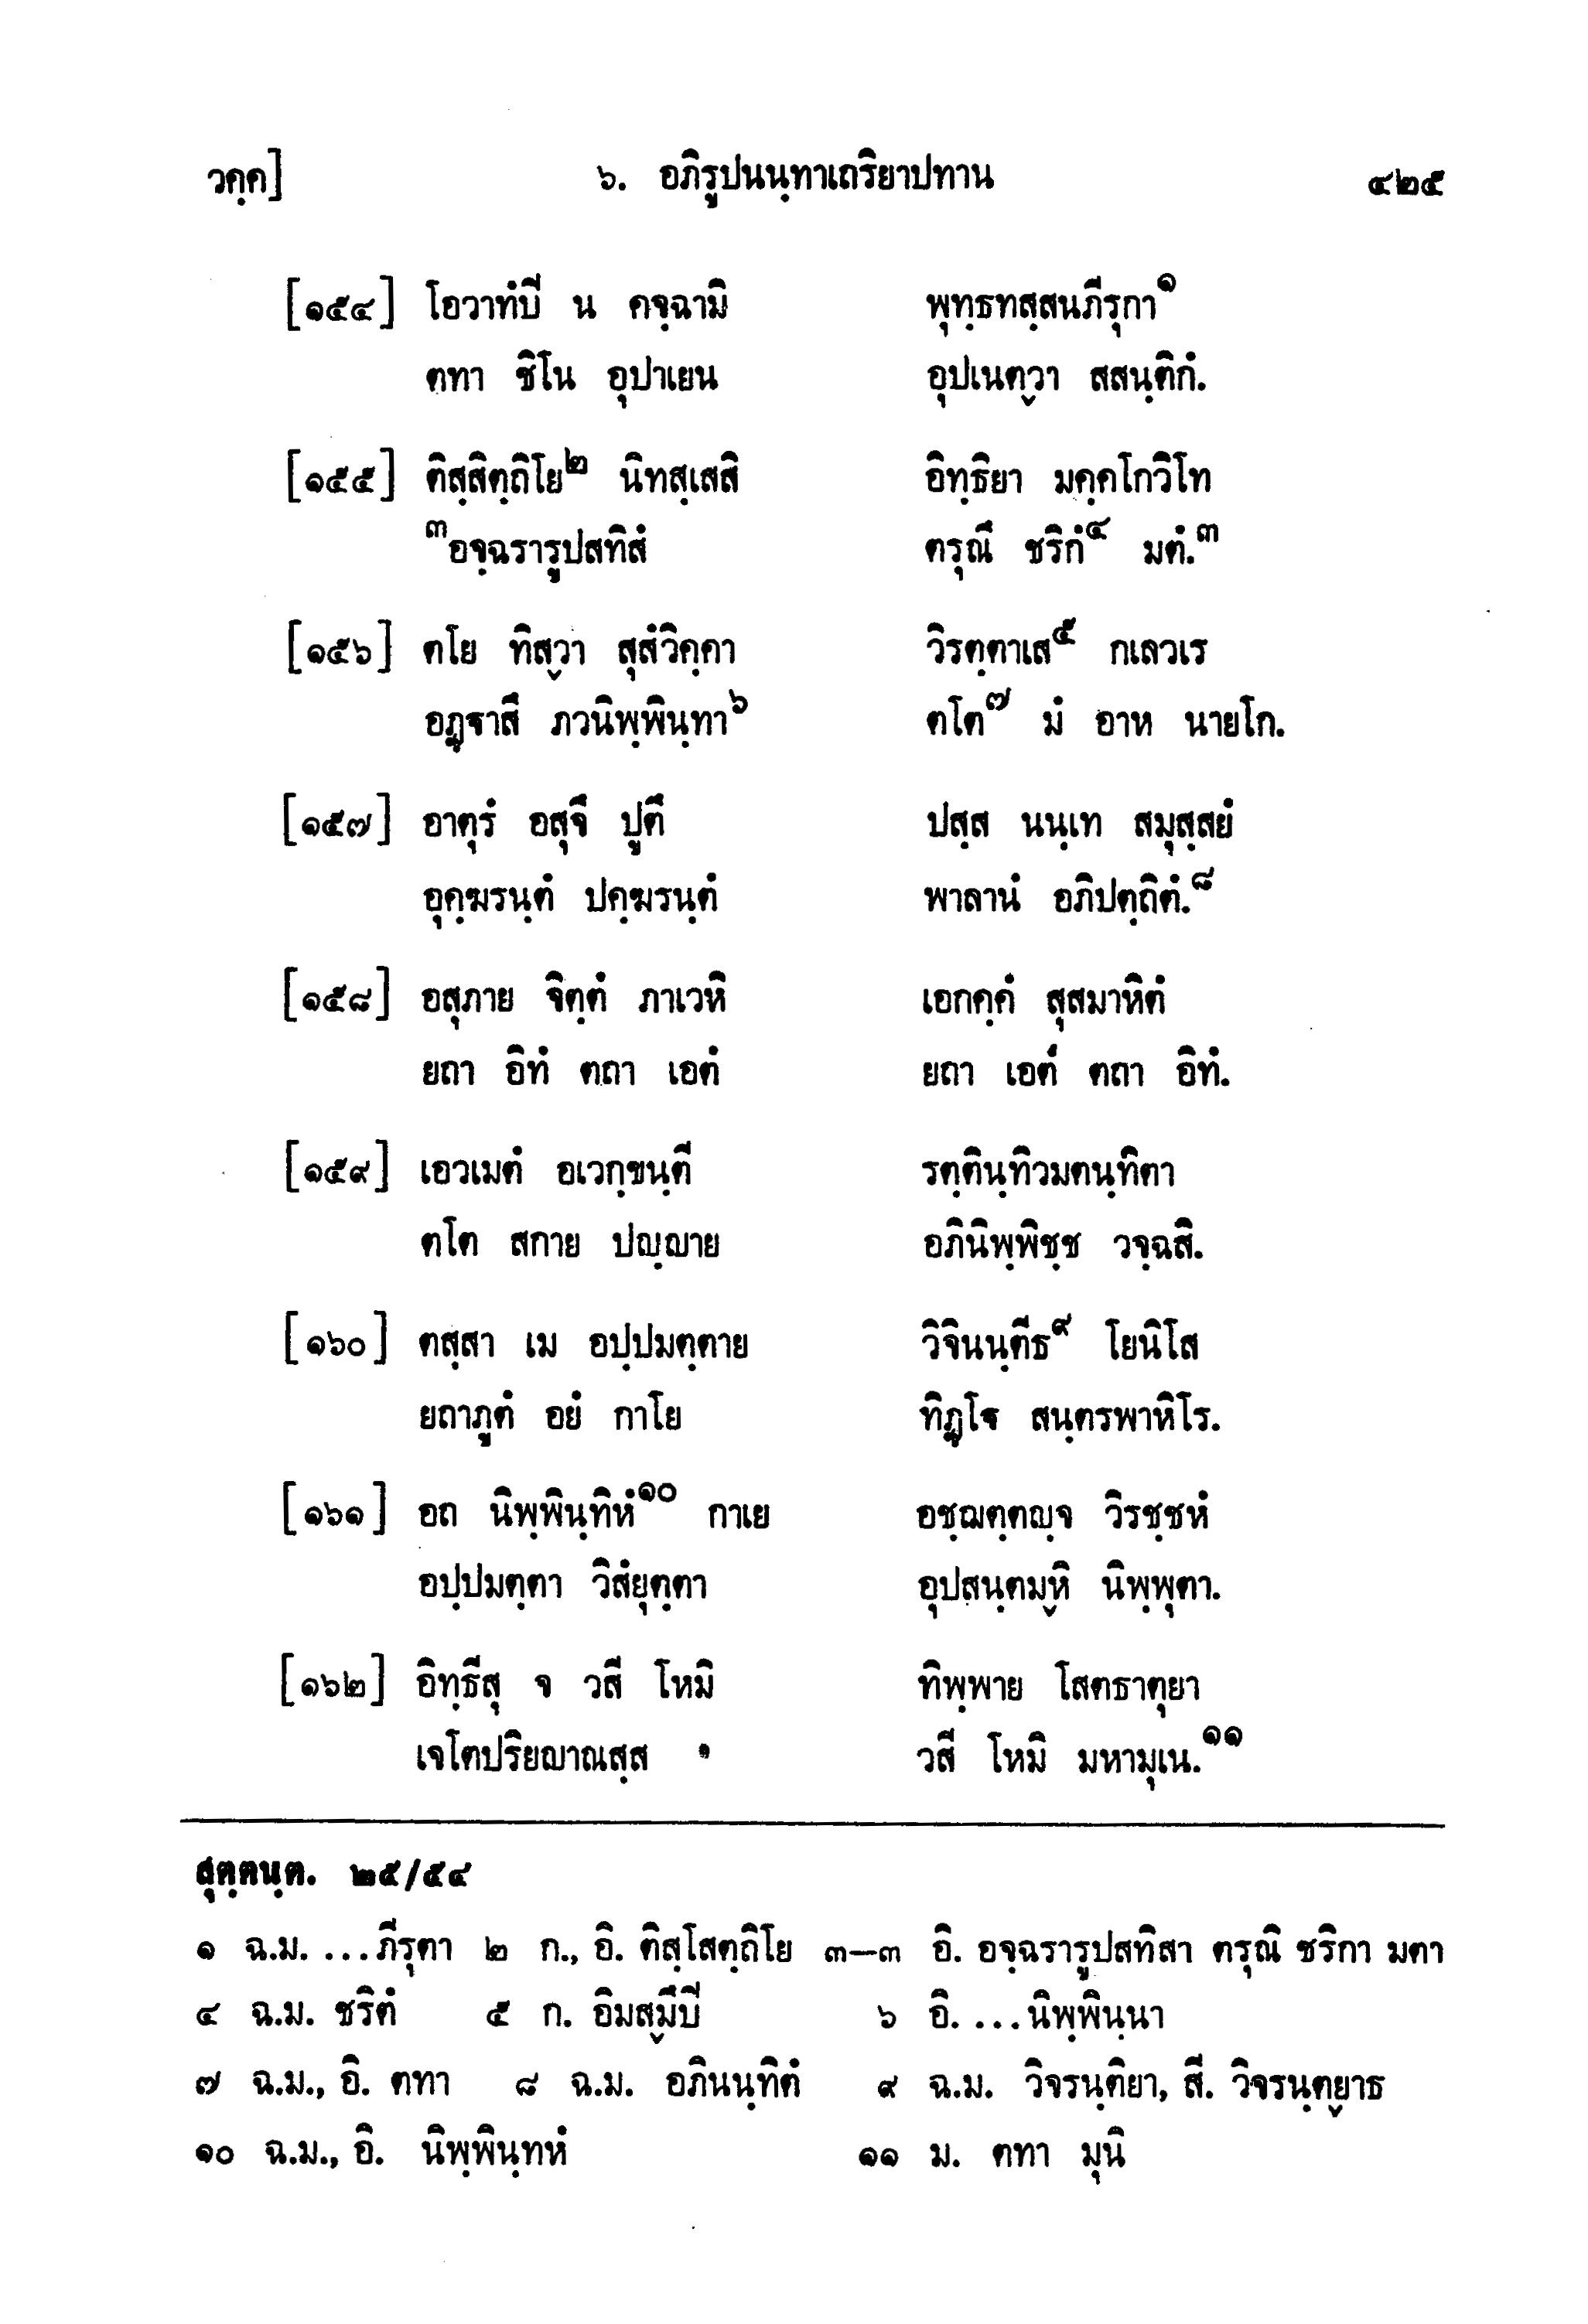 วคฺค] ๖. อภิรูปนนฺทาเถริยาปทาน ๔๒๕
[๑๕๔] โอวาทํปี น คจฺฉามิ พุทฺธทสฺสนภีรุกา๑
ตทา ชิโน อุปาเยน อุปเนตฺวา สสนฺติกํ.
[๑๕๕] ติสฺสิตฺถิโย๒ นิทสฺเสสิ อิทฺธิยา มคฺคโกวิโท
๓อจฺฉรารูปสทิสํ ตรุณึ ชริกํ๔ มตํ.๓
[๑๕๖] ตโย ทิสฺวา สุสํวิคฺคา วิรตฺตาเส๕ กเลวเร
อฏฺฐาสึ ภวนิพฺพินฺทา๖ ตโต๗ มํ อาห นายโก.
[๑๕๗] อาตุรํ อสุจึ ปูตึ ปสฺส นนฺเท สมุสฺสยํ
อุคฺฆรนฺตํ ปคฺฆรนฺตํ พาลานํ อภิปตฺถิตํ.๘
[๑๕๘] อสุภาย จิตฺตํ ภาเวหิ เอกคฺคํ สุสมาหิตํ
ยถา อิทํ ตถา เอตํ ยถา เอตํ ตถา อิทํ.
[๑๕๙] เอวเมตํ อเวกฺขนฺตี รตฺตินฺทิวมตนฺทิตา
ตโต สกาย ปญฺญาย อภินิพฺพิชฺช วจฺฉสิ.
[๑๖๐] ตสฺสา เม อปฺปมตฺตาย วิจินนฺตีธ๙ โยนิโส
ยถาภูตํ อยํ กาโย ทิฏฺโฐ สนฺตรพาหิโร.
[๑๖๑] อถ นิพฺพินฺทิหํ๑๐ กาเย อชฺฌตฺตญฺจ วิรชฺชหํ
อปฺปมตฺตา วิสํยุตฺตา อุปสนฺตมฺหิ นิพฺพุตา.
[๑๖๒] อิทฺธีสุ จ วสี โหมิ ทิพฺพาย โสตธาตุยา
เจโตปริยญาณสฺส วสี โหมิ มหามุเน.๑๑
สุตฺตนฺต. ๒๕/๕๔
๑ ฉ.ม. ...ภีรุตา ๒ ก., อิ. ติสฺโสตฺถิโย ๓–๓ อิ. อจฺฉรารูปสทิสา ตรุณิ ชริกา มตา
๔ ฉ.ม. ชริตํ ๕ ก. อิมสฺมึปี ๖ อิ. ...นิพฺพินฺนา
๗ ฉ.ม., อิ. ตทา ๘ ฉ.ม. อภินนฺทิตํ ๙ ฉ.ม. วิจรนฺติยา, สี. วิจรนฺตฺยาธ
๑๐ ฉ.ม., อิ. นิพฺพินฺทหํ ๑๑ ม. ตทา มุนิ